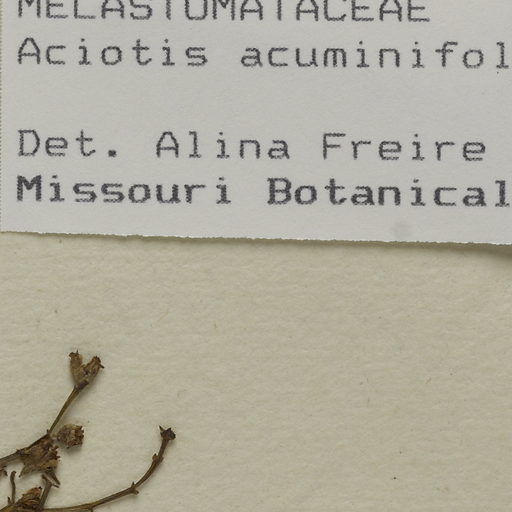 MELASTOMATACEAE
Aciotis acuminifol
Det. Alina Freire
Missouri Botanical